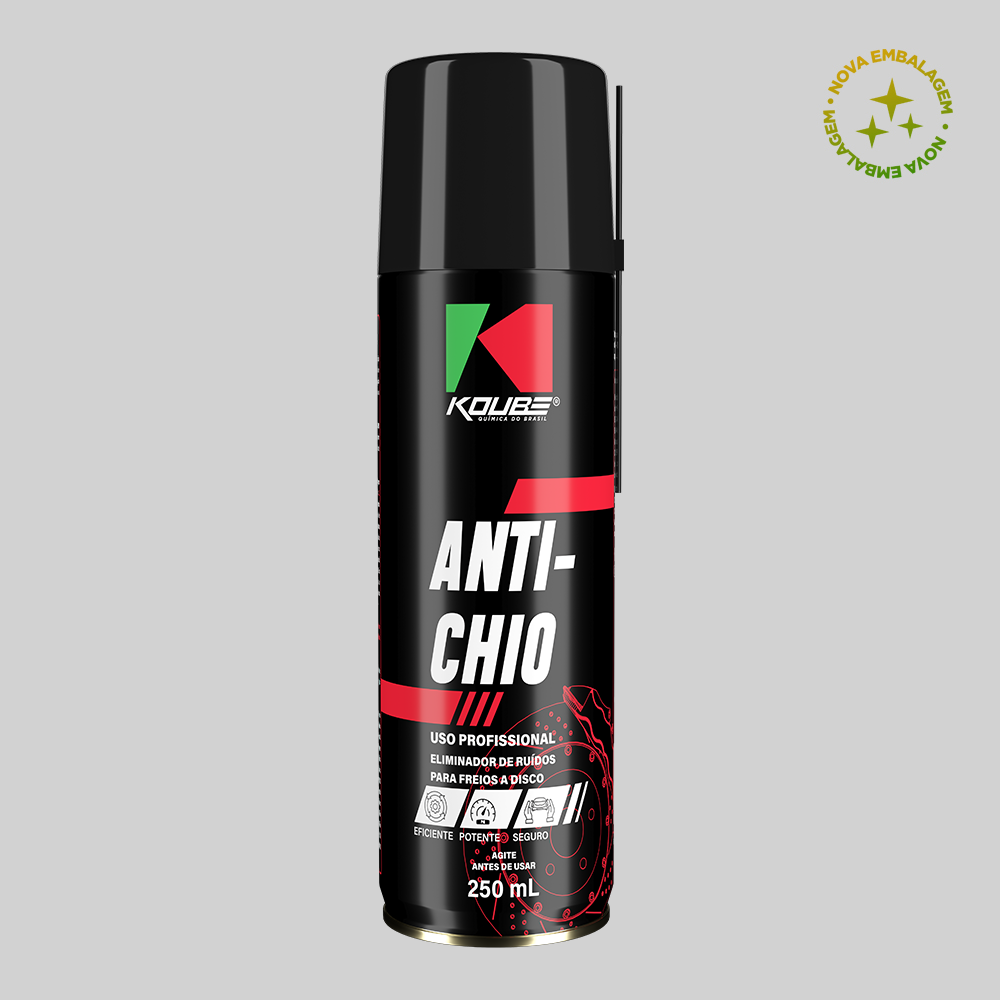 • NOVA EMBALAGEM • NOVA EMBALAGEM
KOUBE®
QUÍMICA DO BRASIL
ANTI-
CHIO
USO PROFISSIONAL
ELIMINADOR DE RUÍDOS
PARA FREIOS A DISCO
EFICIENTE POTENTE SEGURO
AGITE
ANTES DE USAR
250 mL